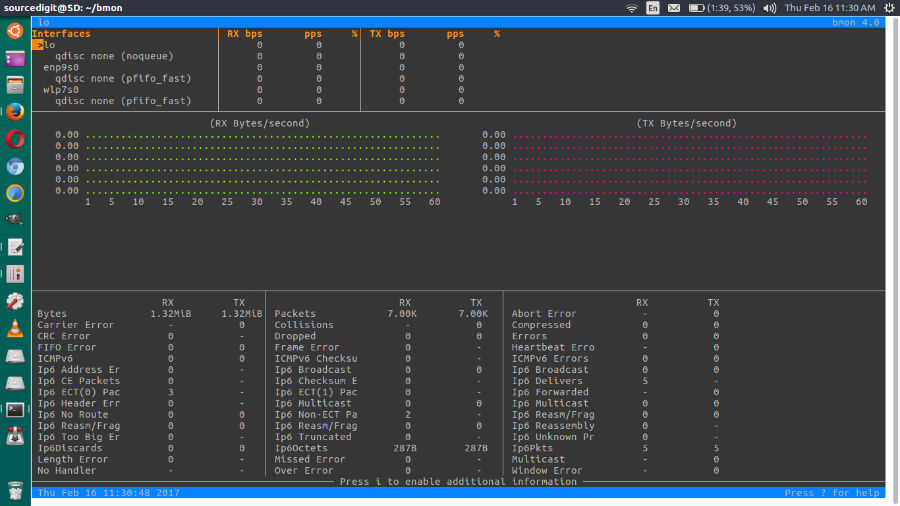 sourcedigit@SD: ~/bmon En (1:39, 53%) Thu Feb 16 11:30 AM
lo bmon 4.0
Interfaces RX bps pps % TX bps pps %
>lo 0 0 0 0
qdisc none (noqueue) 0 0 0 0
enp9s0 0 0 0 0
qdisc none (pfifo_fast) 0 0 0 0
wlp7s0 0 0 0 0
qdisc none (pfifo_fast) 0 0 0 0
(RX Bytes/second) (TX Bytes/second)
0.00 ............................................................ 0.00 ............................................................
0.00 ............................................................ 0.00 ............................................................
0.00 ............................................................ 0.00 ............................................................
0.00 ............................................................ 0.00 ............................................................
0.00 ............................................................ 0.00 ............................................................
0.00 ............................................................ 0.00 ............................................................
1 5 10 15 20 25 30 35 40 45 50 55 60 1 5 10 15 20 25 30 35 40 45 50 55 60
RX TX RX TX RX TX
Bytes 1.32MiB 1.32MiB Packets 7.00K 7.00K Abort Error - 0
Carrier Error - 0 Collisions - 0 Compressed 0 0
CRC Error 0 - Dropped 0 0 Errors 0 0
FIFO Error 0 0 Frame Error 0 - Heartbeat Erro - 0
ICMPv6 0 0 ICMPv6 Checksu 0 - ICMPv6 Errors 0 0
Ip6 Address Er 0 - Ip6 Broadcast 0 0 Ip6 Broadcast 0 0
Ip6 CE Packets 0 - Ip6 Checksum E 0 - Ip6 Delivers 5 -
Ip6 ECT(0) Pac 3 - Ip6 ECT(1) Pac 0 - Ip6 Forwarded - 0
Ip6 Header Err 0 - Ip6 Multicast 0 0 Ip6 Multicast 0 0
Ip6 No Route 0 0 Ip6 Non-ECT Pa 2 - Ip6 Reasm/Frag 0 0
Ip6 Reasm/Frag 0 0 Ip6 Reasm/Frag 0 0 Ip6 Reassembly 0 -
Ip6 Too Big Er 0 - Ip6 Truncated 0 - Ip6 Unknown Pr 0 -
Ip6Discards 0 0 Ip6Octets 287B 287B Ip6Pkts 5 5
Length Error 0 - Missed Error 0 - Multicast - 0
No Handler - - Over Error 0 - Window Error - 0
Press i to enable additional information
Thu Feb 16 11:30:48 2017 Press ? for help